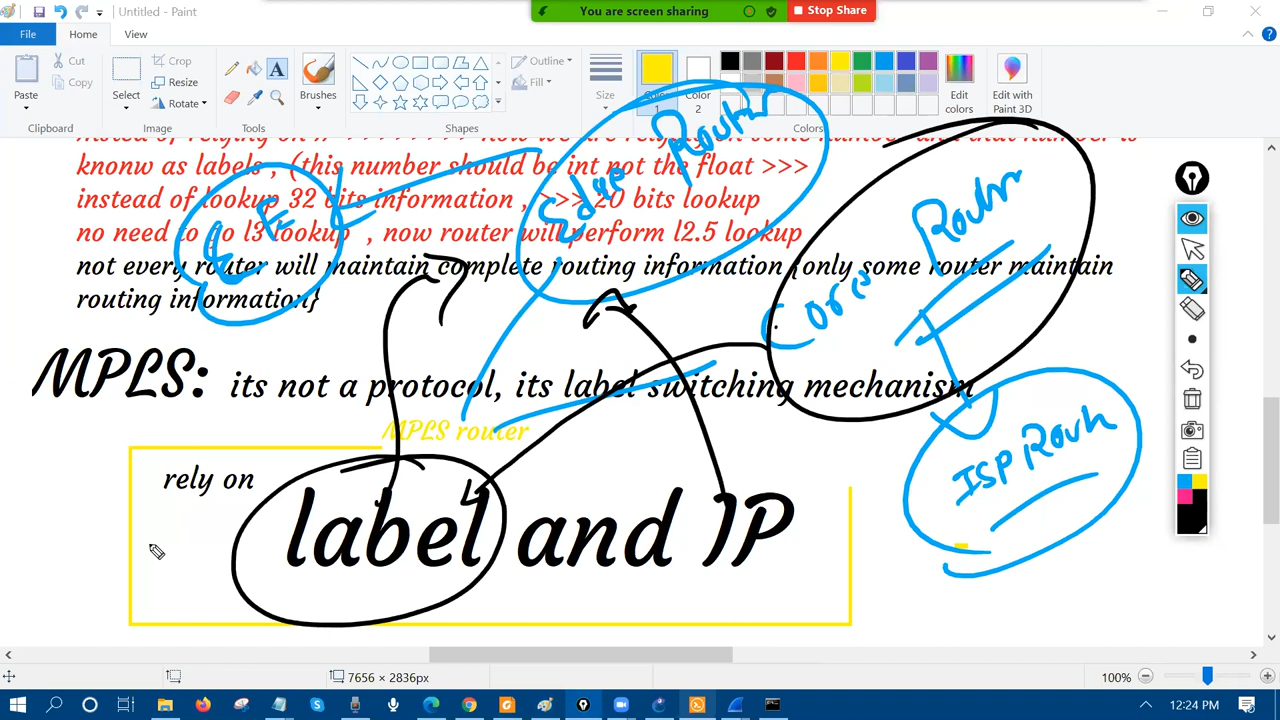 Untitled - Paint
You are screen sharing
Stop Share
File
Home
View
Paste
Cut
Copy
Clipboard
Select
Crop
Resize
Rotate
Image
Tools
Brushes
Shapes
Outline
Fill
Size
Color 1
Color 2
Colors
Edit colors
Edit with Paint 3D
number is
knonw as labels , (this number should be int not the float >>>
instead of lookup 32 bits information , >>> 20 bits lookup
no need to go l3 lookup , now router will perform l2.5 lookup
not every router will maintain complete routing information {only some router maintain
routing information}
MPLS: its not a protocol, its label switching mechanism
MPLS router
rely on
label and IP
Edge Router
Core Router
ISP Router
7656 × 2836px
100%
12:24 PM